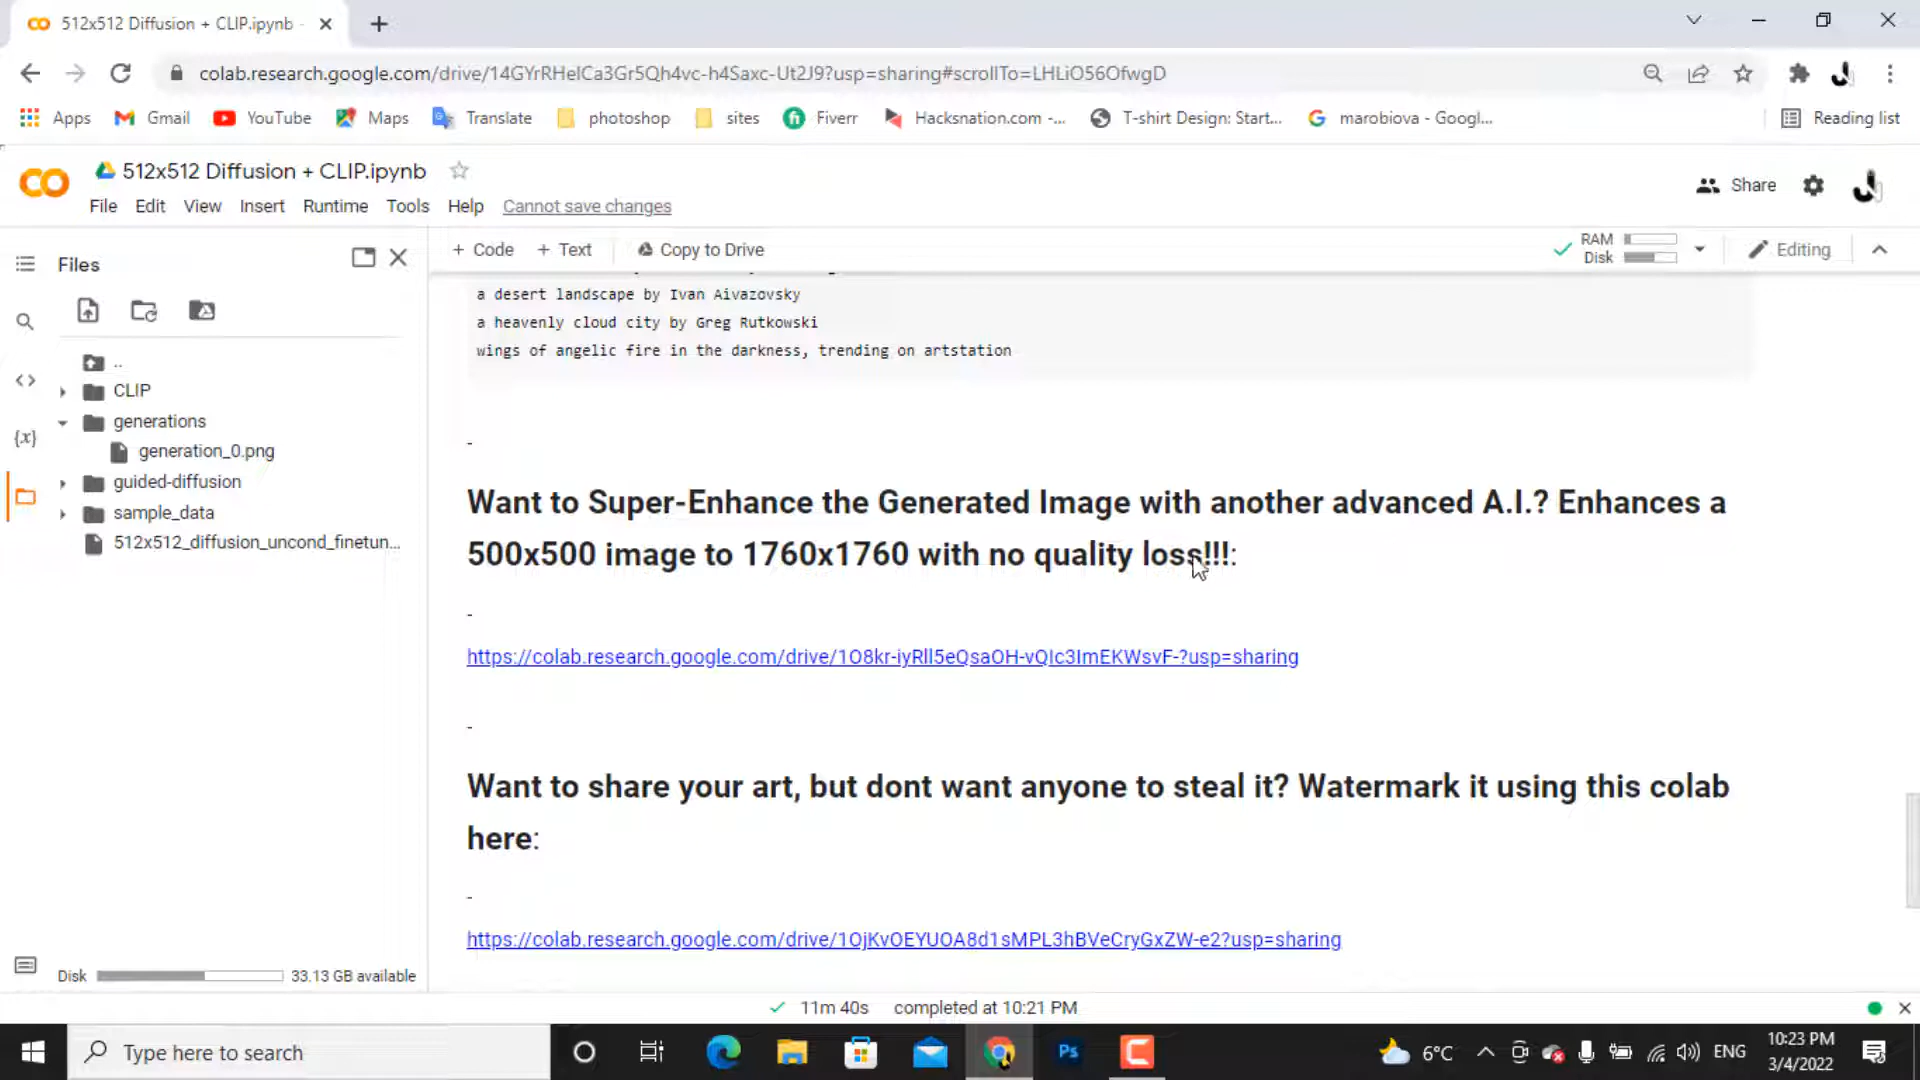 512x512 Diffusion + CLIP.ipynb
colab.research.google.com/drive/14GYrRHelCa3Gr5Qh4vc-h4Saxc-Ut2J9?usp=sharing#scrollTo=LHLiO56OfwgD
Apps Gmail YouTube Maps Translate photoshop sites Fiverr Hacksnation.com -... T-shirt Design: Start... marobiova - Googl... Reading list
512x512 Diffusion + CLIP.ipynb
Share
File Edit View Insert Runtime Tools Help Cannot save changes
+ Code + Text Copy to Drive RAM Disk Editing
Files
..
CLIP
generations
generation_0.png
guided-diffusion
sample_data
512x512_diffusion_uncond_finetun...
Disk 33.13 GB available
a desert landscape by Ivan Aivazovsky
a heavenly cloud city by Greg Rutkowski
wings of angelic fire in the darkness, trending on artstation
-
Want to Super-Enhance the Generated Image with another advanced A.I.? Enhances a
500x500 image to 1760x1760 with no quality loss!!!:
-
https://colab.research.google.com/drive/1O8kr-iyRll5eQsaOH-vQIc3ImEKWsvF-?usp=sharing
-
Want to share your art, but dont want anyone to steal it? Watermark it using this colab
here:
-
https://colab.research.google.com/drive/1OjKvOEYUOA8d1sMPL3hBVeCryGxZW-e2?usp=sharing
11m 40s completed at 10:21 PM
Type here to search
Ps
6°C
ENG
10:23 PM
3/4/2022